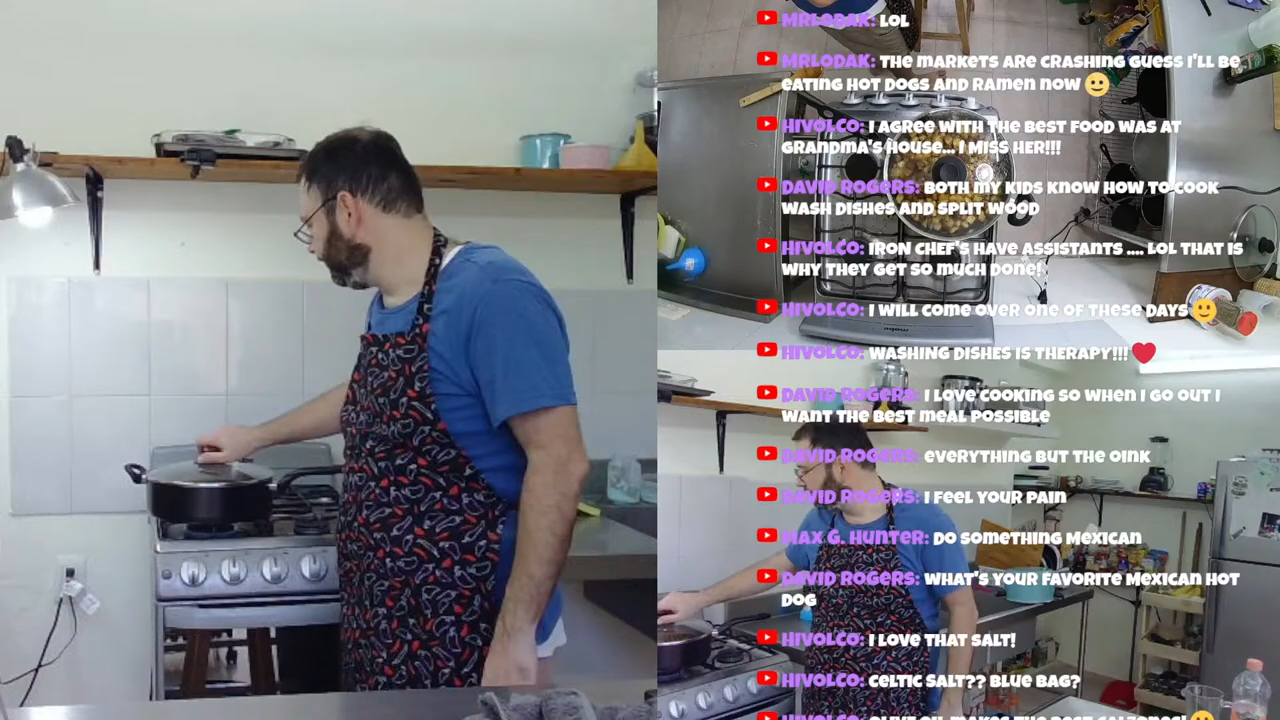 MRLODAK: LOL
MRLODAK: THE MARKETS ARE CRASHING GUESS I'LL BE
EATING HOT DOGS AND RAMEN NOW 🙂
HIVOLCO: I AGREE WITH THE BEST FOOD WAS AT
GRANDMA'S HOUSE... I MISS HER!!!
DAVID ROGERS: BOTH MY KIDS KNOW HOW TO COOK
WASH DISHES AND SPLIT WOOD
HIVOLCO: IRON CHEF'S HAVE ASSISTANTS .... LOL THAT IS
WHY THEY GET SO MUCH DONE!
HIVOLCO: I WILL COME OVER ONE OF THESE DAYS 🙂
HIVOLCO: WASHING DISHES IS THERAPY!!! ❤️
DAVID ROGERS: I LOVE COOKING SO WHEN I GO OUT I
WANT THE BEST MEAL POSSIBLE
DAVID ROGERS: EVERYTHING BUT THE OINK
DAVID ROGERS: I FEEL YOUR PAIN
MAX G. HUNTER: DO SOMETHING MEXICAN
DAVID ROGERS: WHAT'S YOUR FAVORITE MEXICAN HOT
DOG
HIVOLCO: I LOVE THAT SALT!
HIVOLCO: CELTIC SALT?? BLUE BAG?